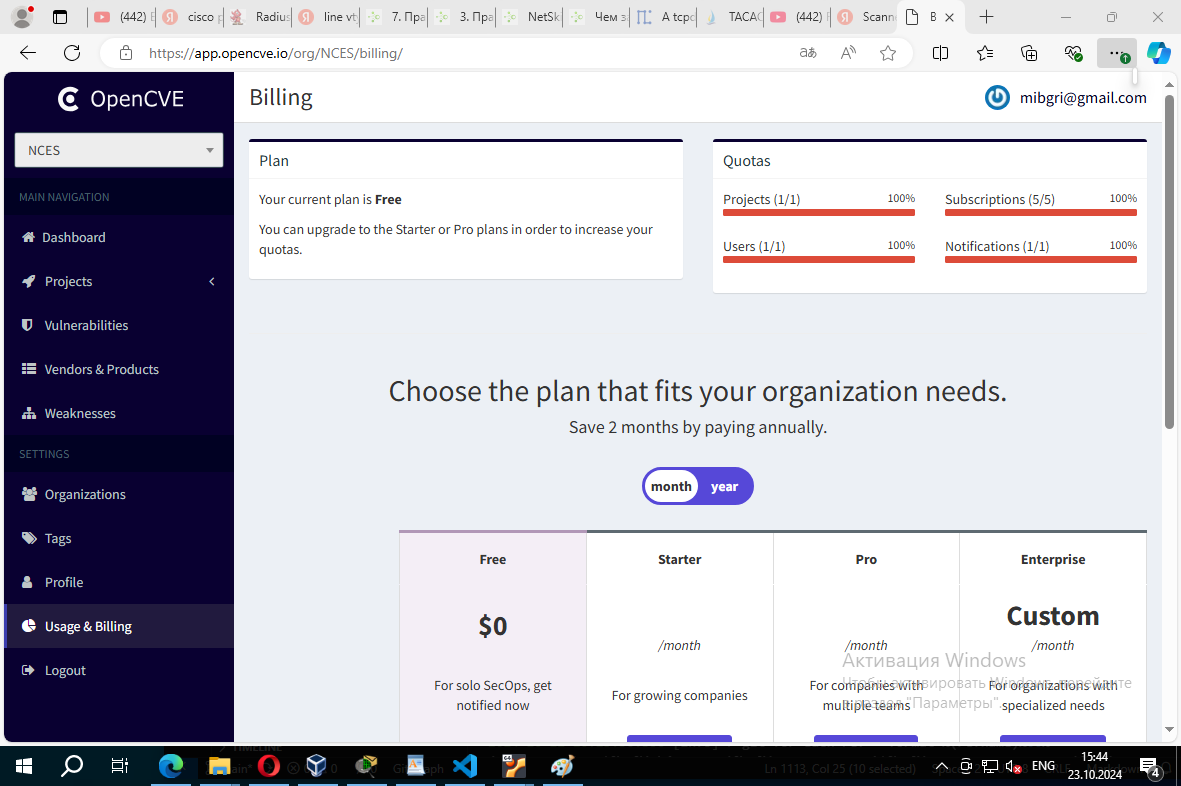 (442) E
cisco p
Radius
line vty
7. Пра
3. Пра
NetSk
Чем за
A tcpd
TACAC
(442) F
Scann
B
https://app.opencve.io/org/NCES/billing/
OpenCVE
Billing
mibgri@gmail.com
NCES
MAIN NAVIGATION
Dashboard
Projects
Vulnerabilities
Vendors & Products
Weaknesses
SETTINGS
Organizations
Tags
Profile
Usage & Billing
Logout
Plan
Your current plan is Free
You can upgrade to the Starter or Pro plans in order to increase your
quotas.
Quotas
Projects (1/1) 100%
Subscriptions (5/5) 100%
Users (1/1) 100%
Notifications (1/1) 100%
Choose the plan that fits your organization needs.
Save 2 months by paying annually.
month year
Free
$0
For solo SecOps, get
notified now
Starter
/month
For growing companies
Pro
/month
For companies with
multiple teams
Enterprise
Custom
/month
For organizations with
specialized needs
Активация Windows
Чтобы активировать Windows, перейдите
в раздел "Параметры".
TIMELINE
Ln 1113, Col 25 (10 selected)
ENG
15:44
23.10.2024
4